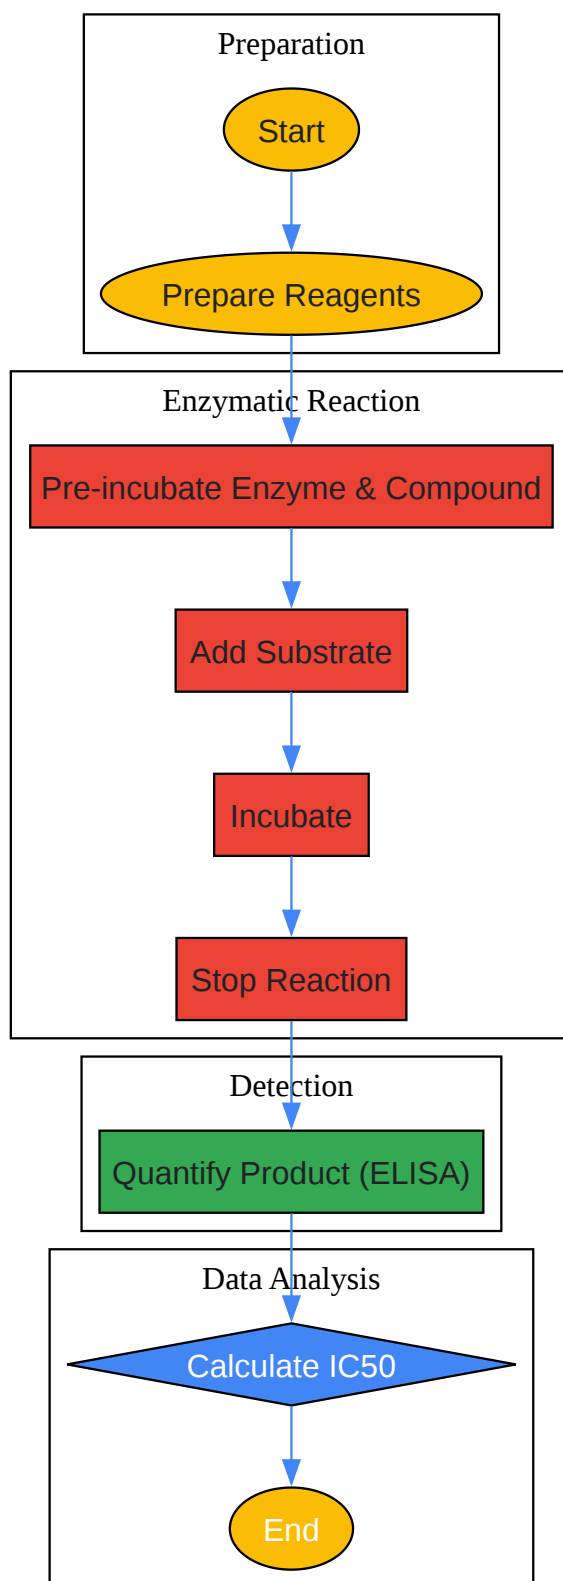 Preparation
Start
Prepare Reagents
Enzymatic Reaction
Pre-incubate Enzyme & Compound
Add Substrate
Incubate
Stop Reaction
Detection
Quantify Product (ELISA)
Data Analysis
Calculate IC50
End